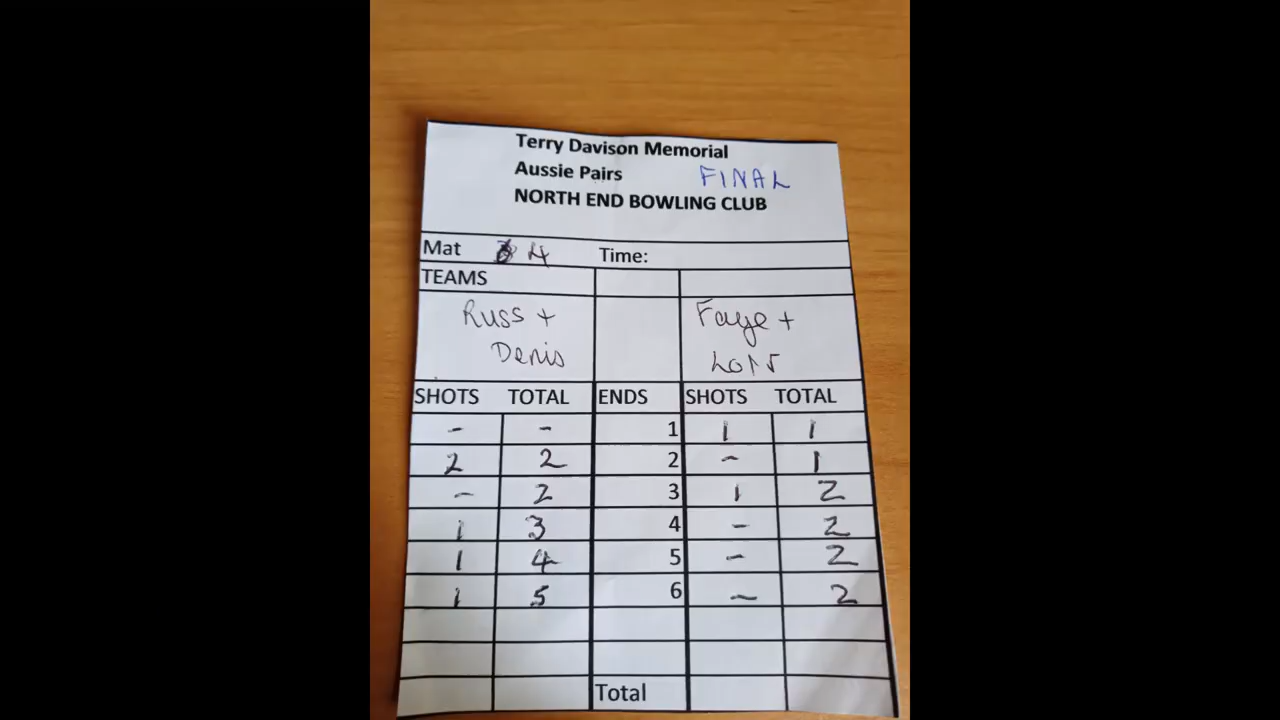 Terry Davison Memorial
Aussie Pairs FINAL
NORTH END BOWLING CLUB
Mat 4 Time:
TEAMS
Russ + Faye +
Denis
SHOTS TOTAL ENDS SHOTS TOTAL
- - 1 1 1
2 2 2 - 1
- 2 3 1 2
1 3 4 - 2
1 4 5 - 2
1 5 6 - 2
Total